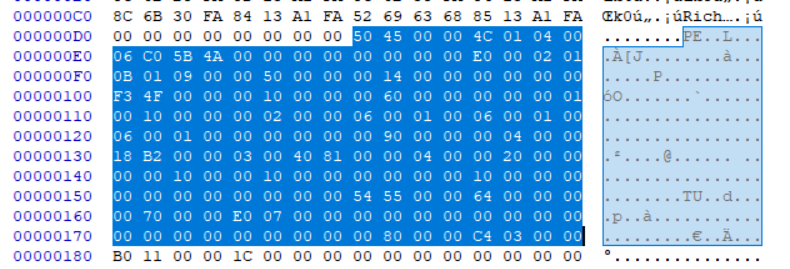 000000C0 8C 6B 30 FA 84 13 A1 FA 52 69 63 68 85 13 A1 FA Œk0ú„.¡úRich….¡ú
000000D0 00 00 00 00 00 00 00 00 50 45 00 00 4C 01 04 00 ........PE..L...
000000E0 06 C0 5B 4A 00 00 00 00 00 00 00 00 E0 00 02 01 .À[J........à...
000000F0 0B 01 09 00 00 50 00 00 00 14 00 00 00 00 00 00 .....P..........
00000100 F3 4F 00 00 00 10 00 00 00 60 00 00 00 00 00 01 óO.......`......
00000110 00 10 00 00 00 02 00 00 06 00 01 00 06 00 01 00 ................
00000120 06 00 01 00 00 00 00 00 00 90 00 00 00 04 00 00 ................
00000130 18 B2 00 00 03 00 40 81 00 00 04 00 00 20 00 00 .²....@...... ..
00000140 00 00 10 00 00 10 00 00 00 00 00 00 10 00 00 00 ................
00000150 00 00 00 00 00 00 00 00 54 55 00 00 64 00 00 00 ........TU..d...
00000160 00 70 00 00 E0 07 00 00 00 00 00 00 00 00 00 00 .p..à...........
00000170 00 00 00 00 00 00 00 00 00 80 00 00 C4 03 00 00 .........€..Ä...
00000180 B0 11 00 00 1C 00 00 00 00 00 00 00 00 00 00 00 °...............